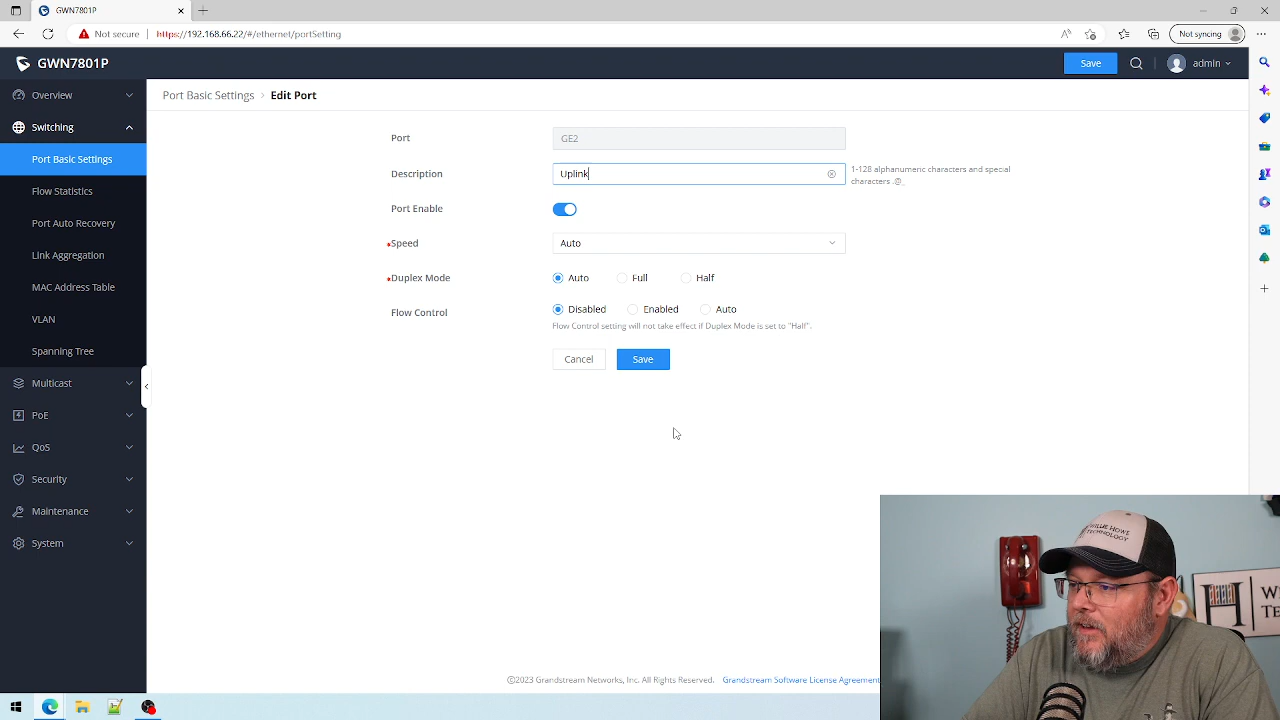 GWN7801P
Not secure
https://192.168.66.22/#/ethernet/portSetting
Not syncing
GWN7801P
Save
admin
Overview
Switching
Port Basic Settings
Flow Statistics
Port Auto Recovery
Link Aggregation
MAC Address Table
VLAN
Spanning Tree
Multicast
PoE
QoS
Security
Maintenance
System
Port Basic Settings > Edit Port
Port
GE2
Description
Uplink
1-128 alphanumeric characters and special
characters .@_
Port Enable
*Speed
Auto
*Duplex Mode
Auto
Full
Half
Flow Control
Disabled
Enabled
Auto
Flow Control setting will not take effect if Duplex Mode is set to "Half".
Cancel
Save
©2023 Grandstream Networks, Inc. All Rights Reserved.
Grandstream Software License Agreement
WILLIE HOWE
TECHNOLOGY